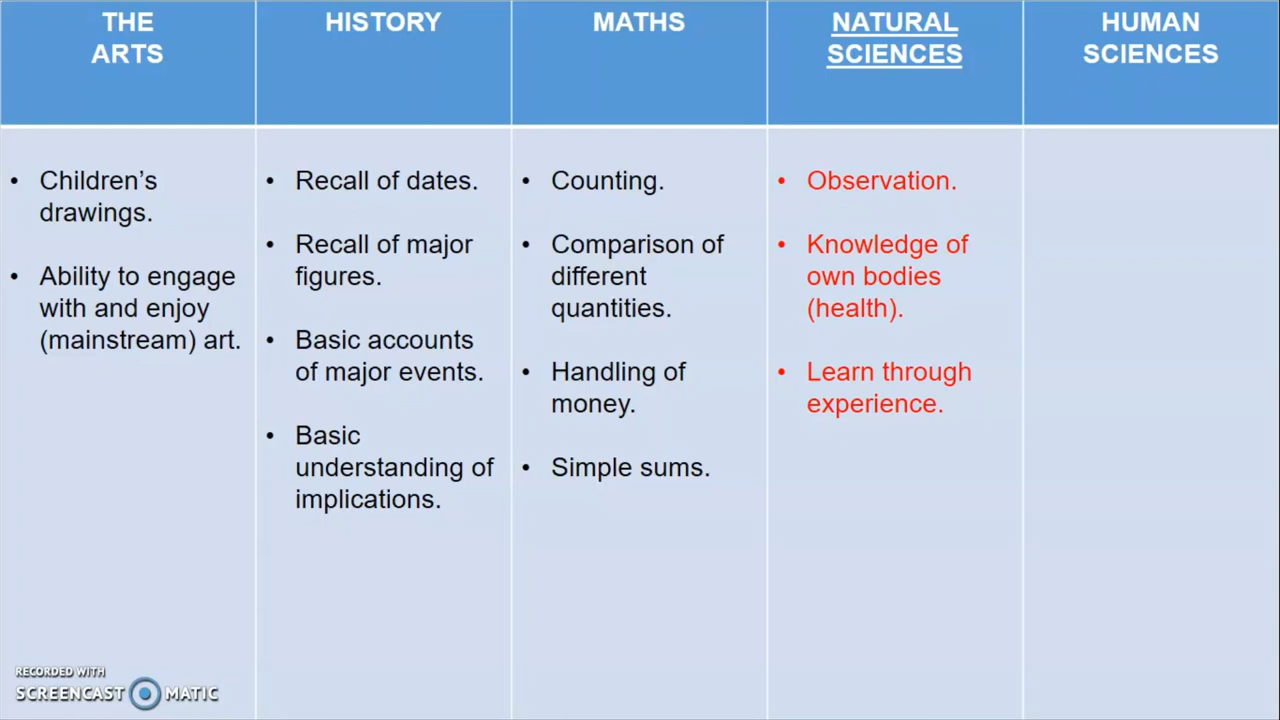 THE
ARTS
HISTORY
MATHS
NATURAL
SCIENCES
HUMAN
SCIENCES
• Children’s
drawings.
• Ability to engage
with and enjoy
(mainstream) art.
• Recall of dates.
• Recall of major
figures.
• Basic accounts
of major events.
• Basic
understanding of
implications.
• Counting.
• Comparison of
different
quantities.
• Handling of
money.
• Simple sums.
• Observation.
• Knowledge of
own bodies
(health).
• Learn through
experience.
RECORDED WITH
SCREENCAST MATIC